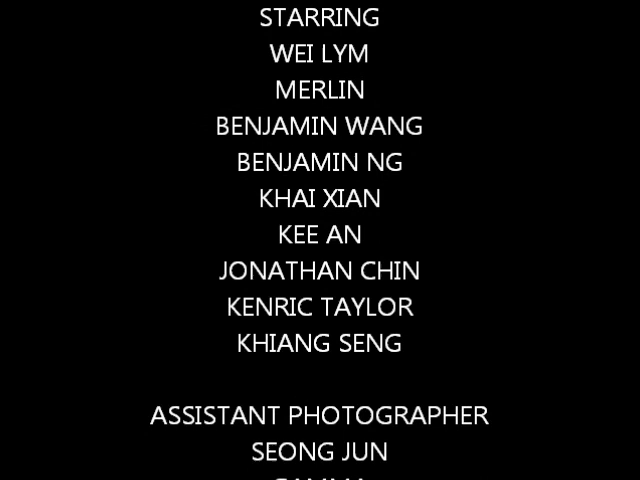 STARRING
WEI LYM
MERLIN
BENJAMIN WANG
BENJAMIN NG
KHAI XIAN
KEE AN
JONATHAN CHIN
KENRIC TAYLOR
KHIANG SENG
ASSISTANT PHOTOGRAPHER
SEONG JUN